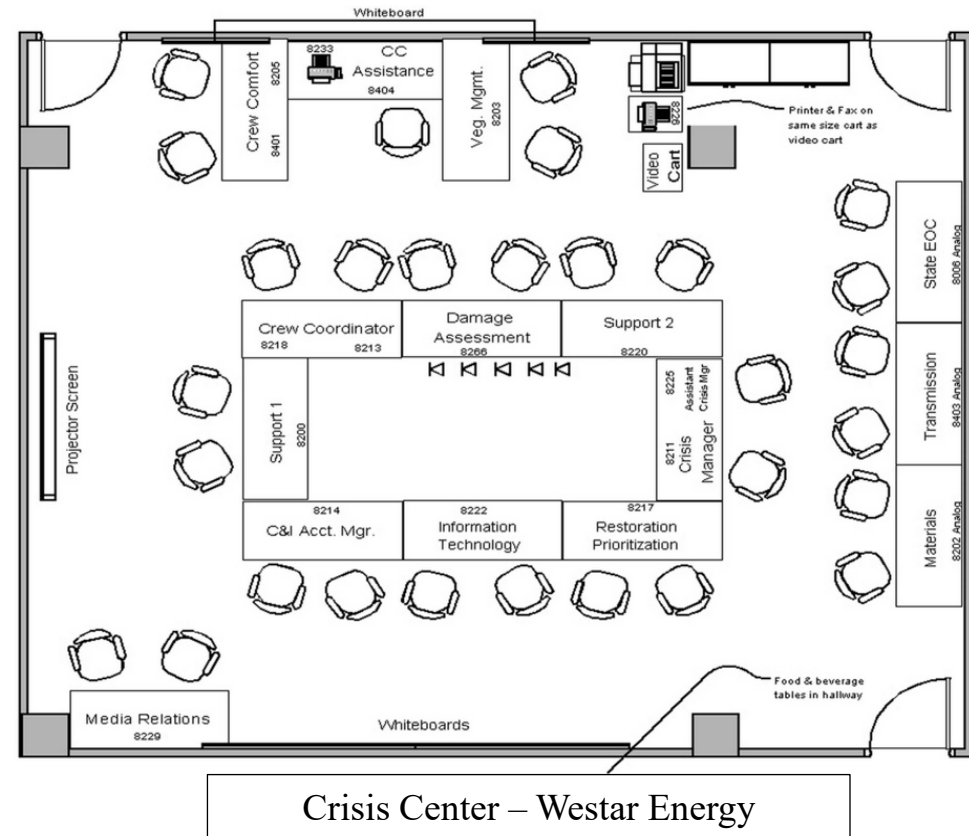 Whiteboard
Crew Comfort
8205
8401
8233
CC
Assistance
8404
Veg. Mgmt.
8203
8226
Printer & Fax on
same size cart as
video cart
Video
Cart
State EOC
8006 Analog
Transmission
8403 Analog
Materials
8202 Analog
Projector Screen
Crew Coordinator
8218
8213
Damage
Assessment
8266
Support 2
8220
Support 1
8200
8225
Assistant
Crisis Mgr
8211
Crisis
Manager
8214
C&I Acct. Mgr.
8222
Information
Technology
8217
Restoration
Prioritization
Media Relations
8229
Whiteboards
Food & beverage
tables in hallway
Crisis Center – Westar Energy